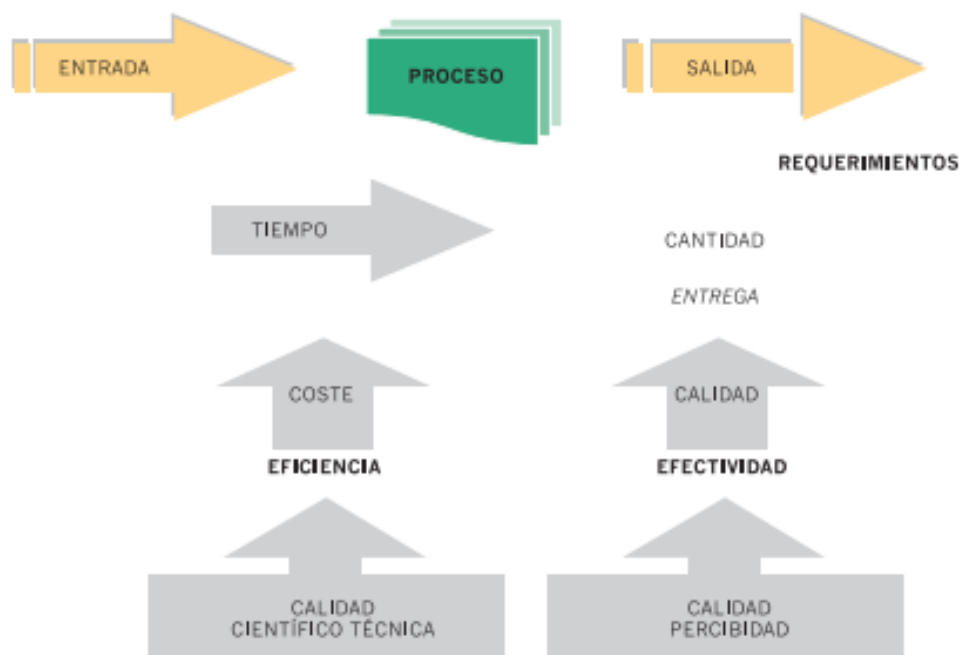 ENTRADA
PROCESO
SALIDA
REQUERIMIENTOS
TIEMPO
CANTIDAD
ENTREGA
COSTE
CALIDAD
EFICIENCIA
EFECTIVIDAD
CALIDAD
CIENTÍFICO TÉCNICA
CALIDAD
PERCIBIDAD